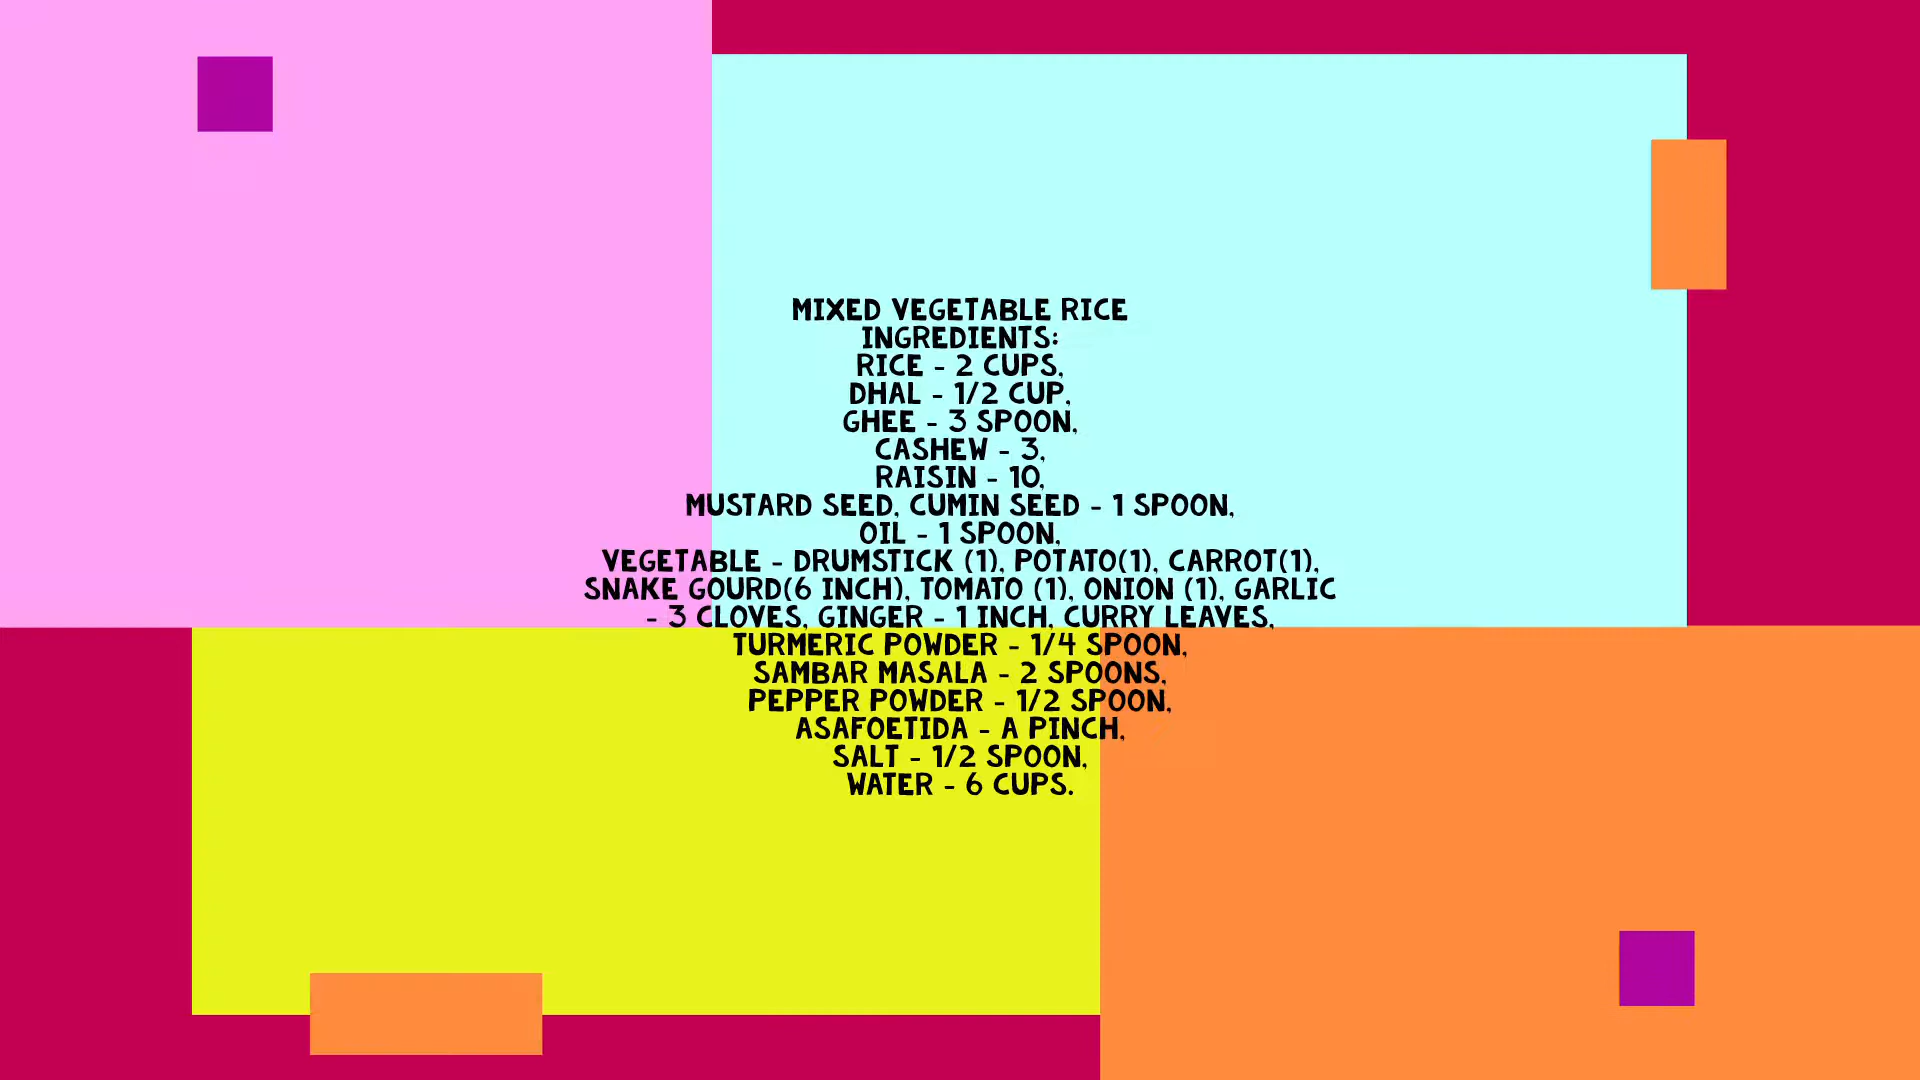 MIXED VEGETABLE RICE
INGREDIENTS:
RICE - 2 CUPS,
DHAL - 1/2 CUP,
GHEE - 3 SPOON,
CASHEW - 3,
RAISIN - 10,
MUSTARD SEED, CUMIN SEED - 1 SPOON,
OIL - 1 SPOON,
VEGETABLE - DRUMSTICK (1), POTATO(1), CARROT(1),
SNAKE GOURD(6 INCH), TOMATO (1), ONION (1), GARLIC
- 3 CLOVES, GINGER - 1 INCH, CURRY LEAVES,
TURMERIC POWDER - 1/4 SPOON,
SAMBAR MASALA - 2 SPOONS,
PEPPER POWDER - 1/2 SPOON,
ASAFOETIDA - A PINCH,
SALT - 1/2 SPOON,
WATER - 6 CUPS.